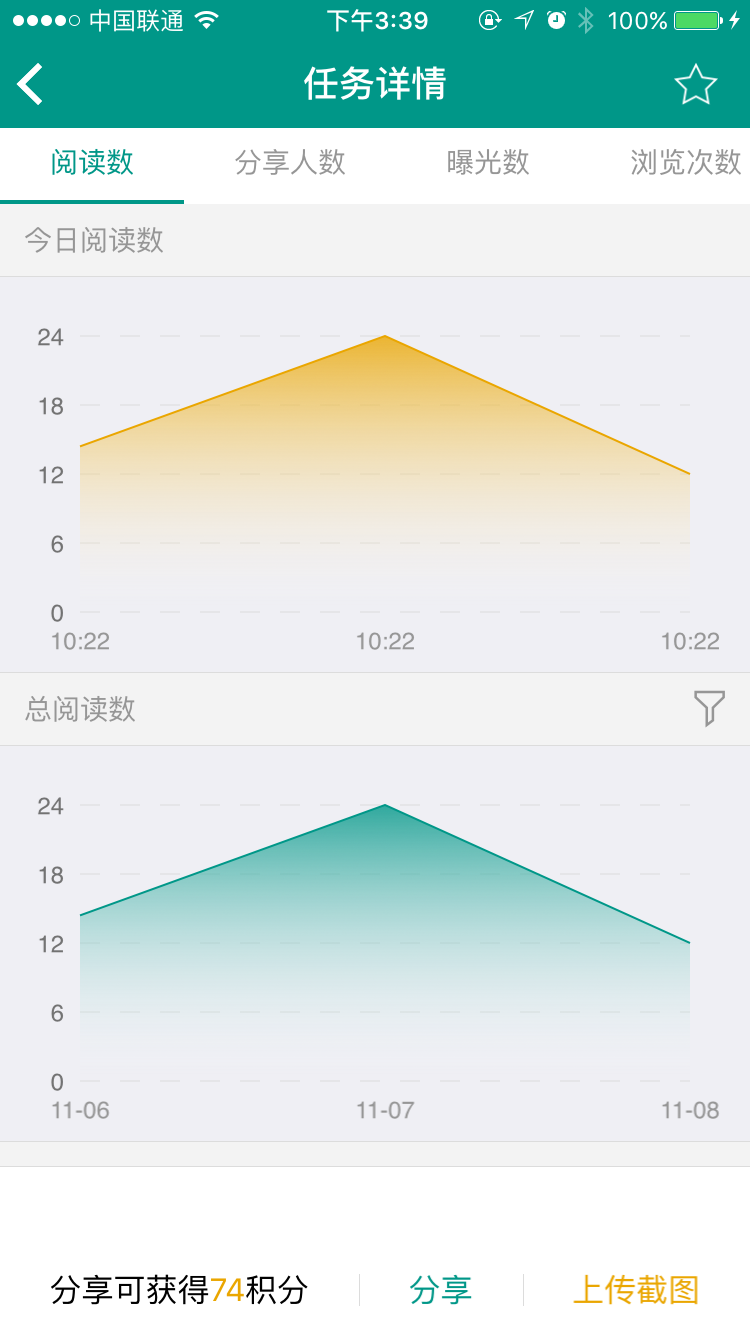 中国联通 下午3:39 100%
任务详情
阅读数 分享人数 曝光数 浏览次数
今日阅读数
24
18
12
6
0
10:22 10:22 10:22
总阅读数
24
18
12
6
0
11-06 11-07 11-08
分享可获得74积分 分享 上传截图